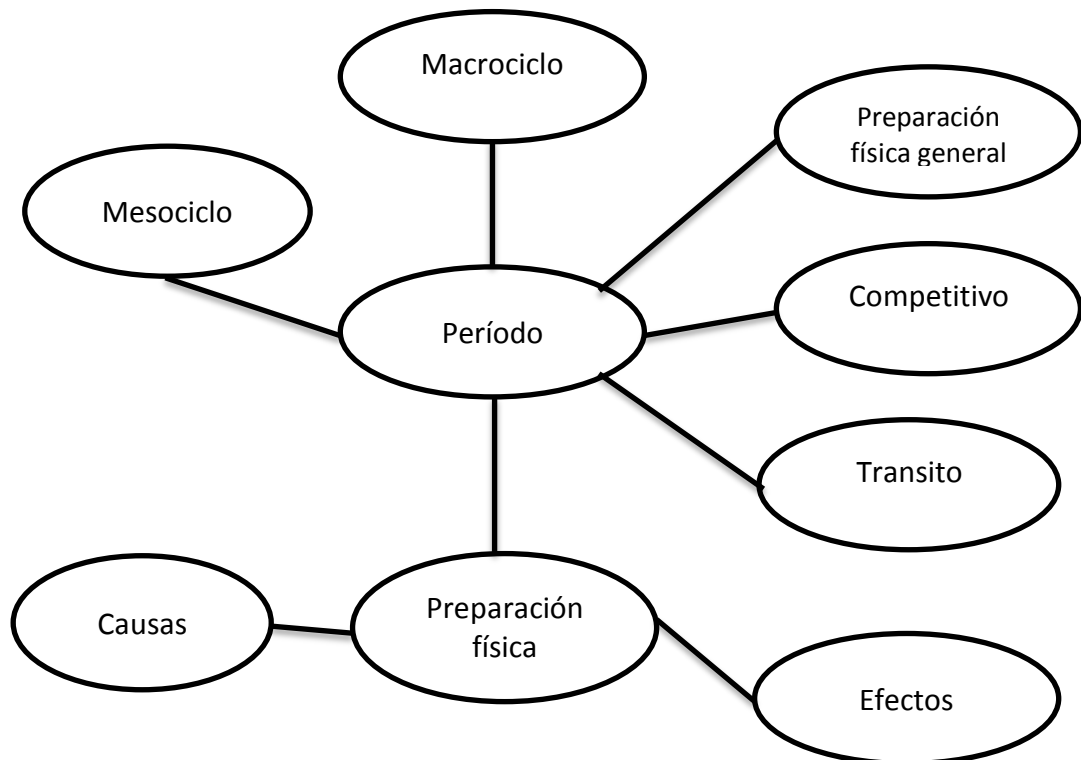 Macrociclo
Preparación
física general
Mesociclo
Competitivo
Período
Transito
Causas
Preparación
física
Efectos